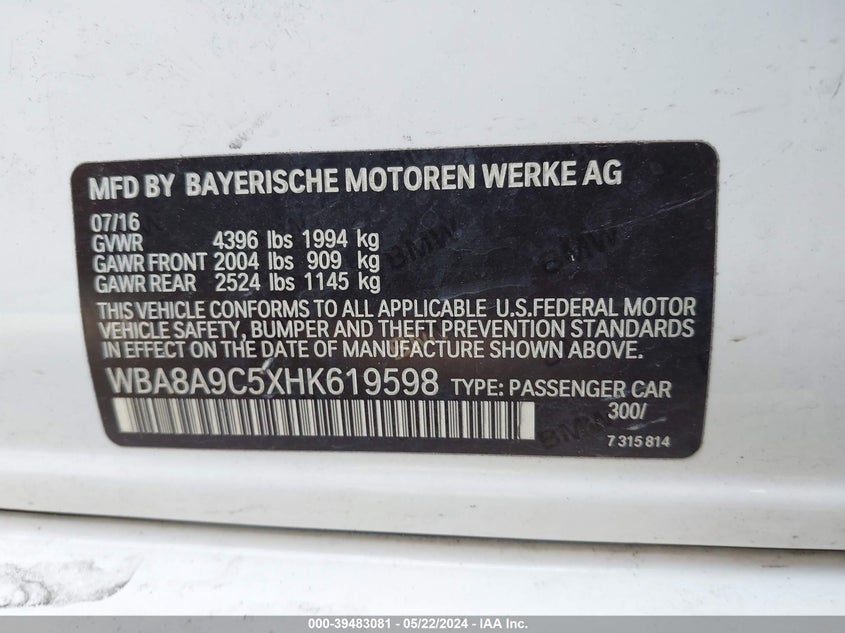 MFD BY BAYERISCHE MOTOREN WERKE AG
07/16
GVWR 4396 lbs 1994 kg
GAWR FRONT 2004 lbs 909 kg
GAWR REAR 2524 lbs 1145 kg
THIS VEHICLE CONFORMS TO ALL APPLICABLE U.S.FEDERAL MOTOR
VEHICLE SAFETY, BUMPER AND THEFT PREVENTION STANDARDS
IN EFFECT ON THE DATE OF MANUFACTURE SHOWN ABOVE.
WBA8A9C5XHK619598 TYPE: PASSENGER CAR
300/
7 315 814
BMW
BMW
BMW
000-39483081 - 05/22/2024 - IAA Inc.